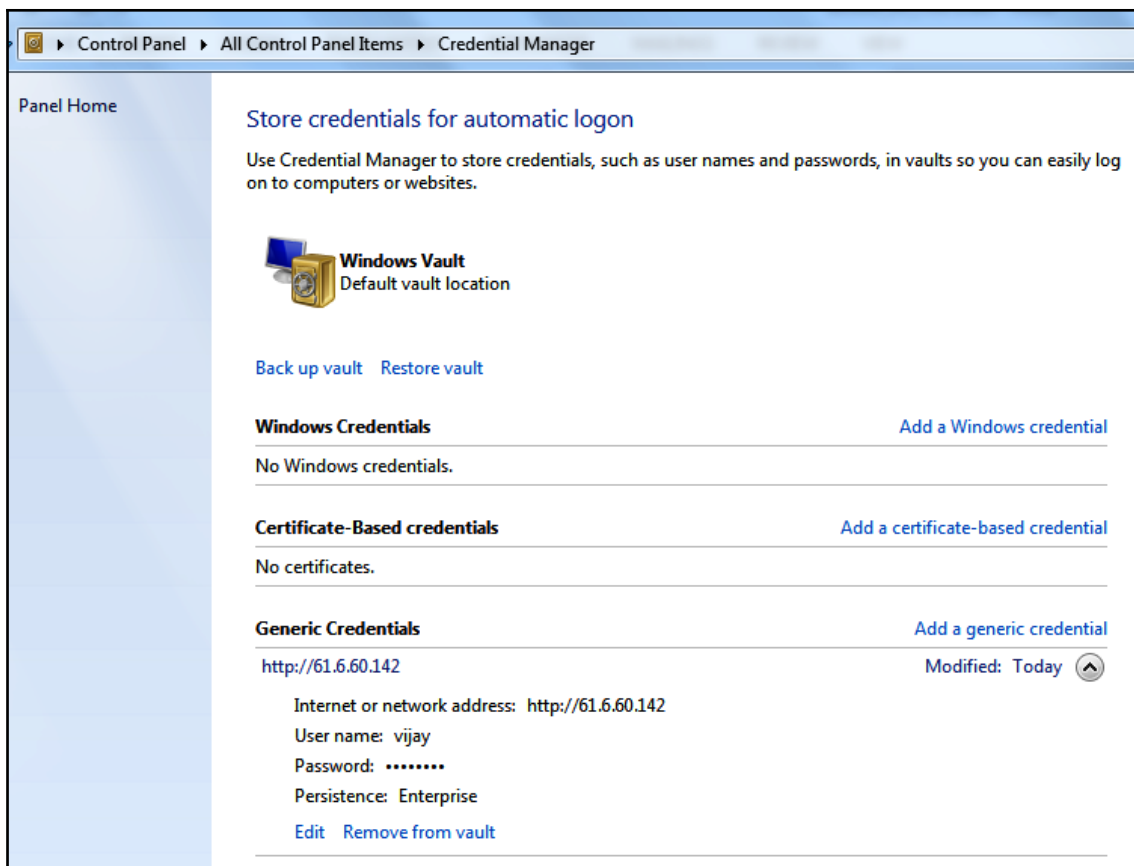 Control Panel ▸ All Control Panel Items ▸ Credential Manager
Panel Home
Store credentials for automatic logon
Use Credential Manager to store credentials, such as user names and passwords, in vaults so you can easily log
on to computers or websites.
Windows Vault
Default vault location
Back up vault Restore vault
Windows Credentials Add a Windows credential
No Windows credentials.
Certificate-Based credentials Add a certificate-based credential
No certificates.
Generic Credentials Add a generic credential
http://61.6.60.142 Modified: Today
Internet or network address: http://61.6.60.142
User name: vijay
Password: ••••••••
Persistence: Enterprise
Edit Remove from vault